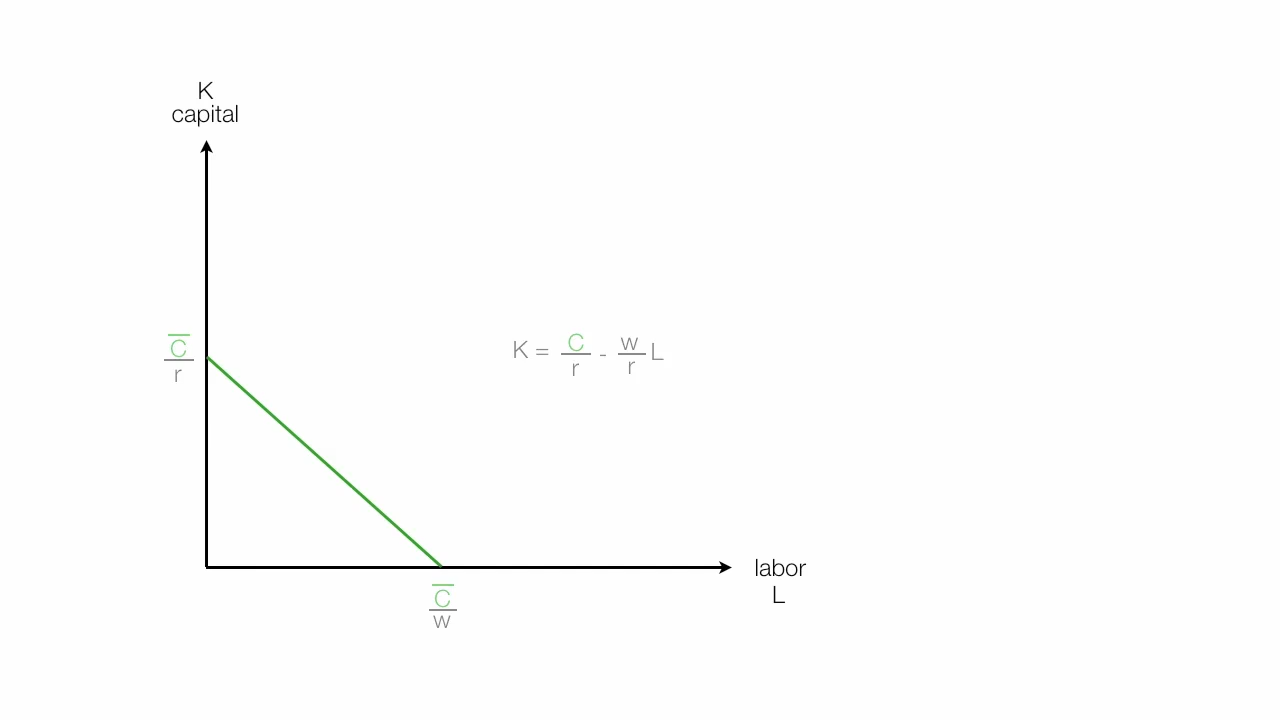 K
capital
C̅
r
K = C/r - w/r L
C̅
w
labor
L